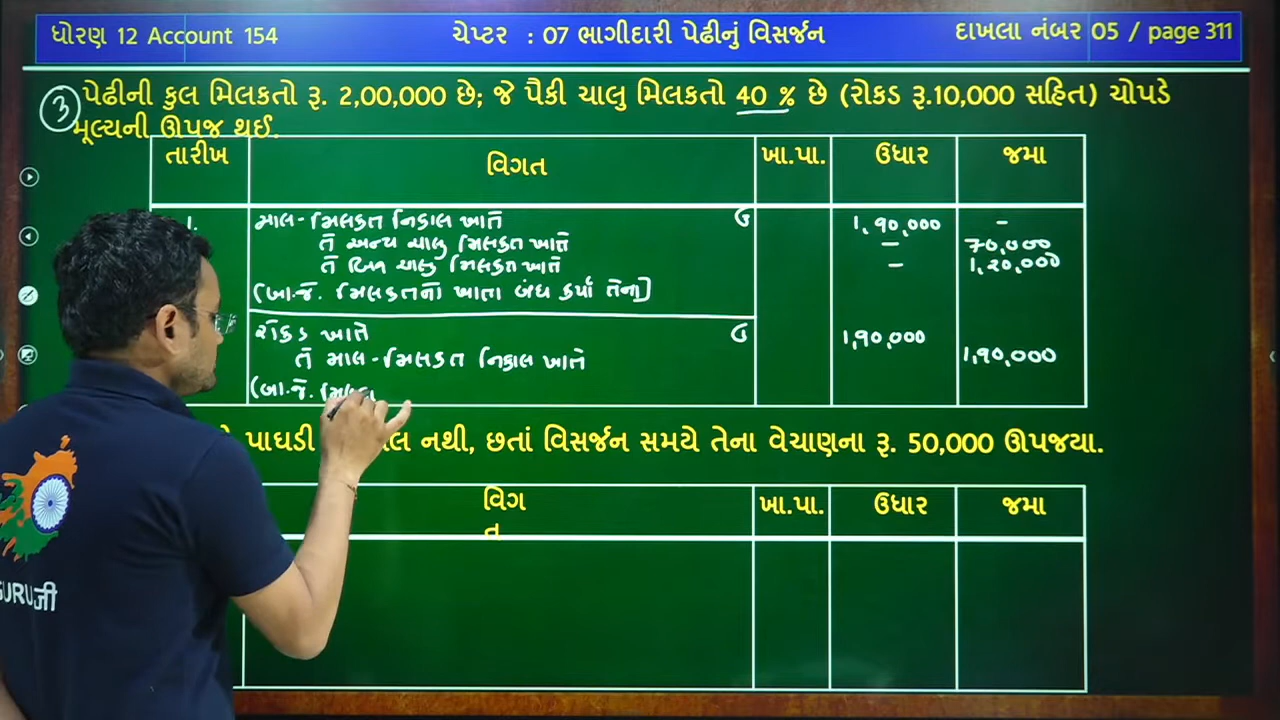 ધોરણ 12 Account 154 ચેપ્ટર : 07 ભાગીદારી પેઢીનું વિસર્જન દાખલા નંબર 05 / page 311
3 પેઢીની કુલ મિલકતો રૂ. 2,00,000 છે; જે પૈકી ચાલુ મિલકતો 40 % છે (રોકડ રૂ.10,000 સહિત) ચોપડે
મૂલ્યની ઊપજ થઈ.
તારીખ વિગત ખા.પા. ઉધાર જમા
1. માલ-મિલકત નિકાલ ખાતે ઉ 1,90,000 -
તે અન્ય ચાલુ મિલકત ખાતે - 70,000
તે બિન ચાલુ મિલકત ખાતે - 1,20,000
(બા.જે. મિલકતના ખાતા બંધ કર્યા તેના)
રોકડ ખાતે ઉ 1,90,000
તે માલ-મિલકત નિકાલ ખાતે 1,90,000
(બા.જે.
પાઘડી નથી, છતાં વિસર્જન સમયે તેના વેચાણના રૂ. 50,000 ઊપજયા.
વિગ
ત ખા.પા. ઉધાર જમા
GURUજી